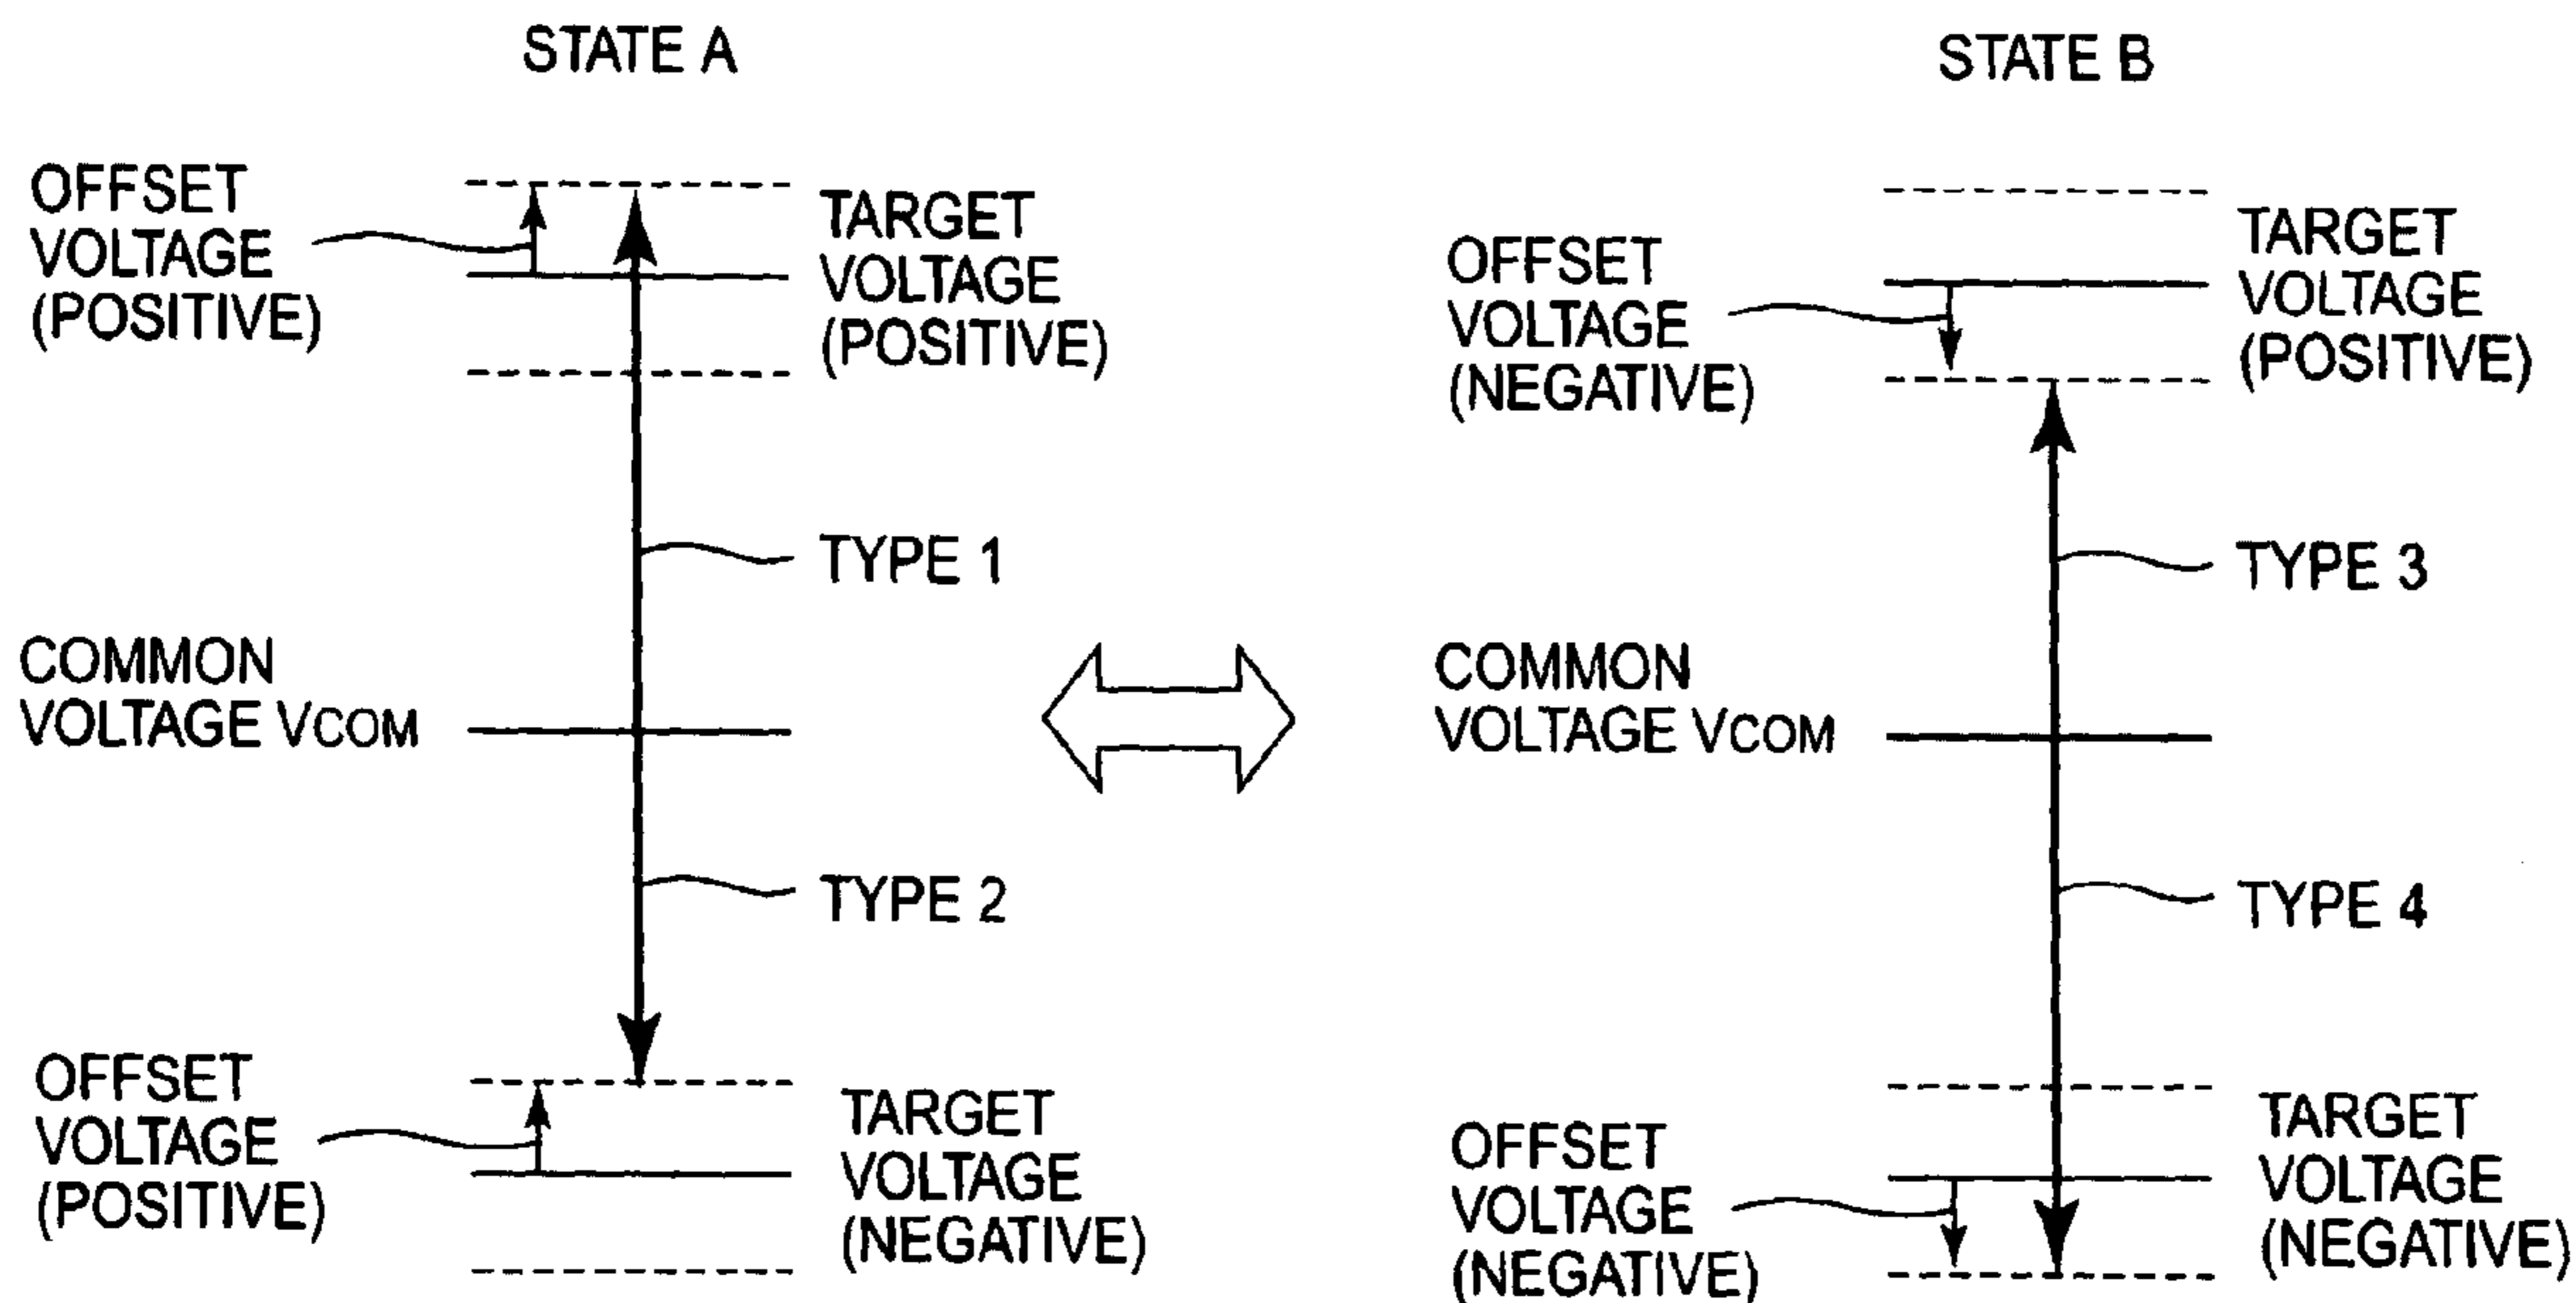 STATE A
OFFSET
VOLTAGE
(POSITIVE)
TARGET
VOLTAGE
(POSITIVE)
TYPE 1
COMMON
VOLTAGE VCOM
TYPE 2
OFFSET
VOLTAGE
(POSITIVE)
TARGET
VOLTAGE
(NEGATIVE)
STATE B
OFFSET
VOLTAGE
(NEGATIVE)
TARGET
VOLTAGE
(POSITIVE)
TYPE 3
COMMON
VOLTAGE VCOM
TYPE 4
OFFSET
VOLTAGE
(NEGATIVE)
TARGET
VOLTAGE
(NEGATIVE)